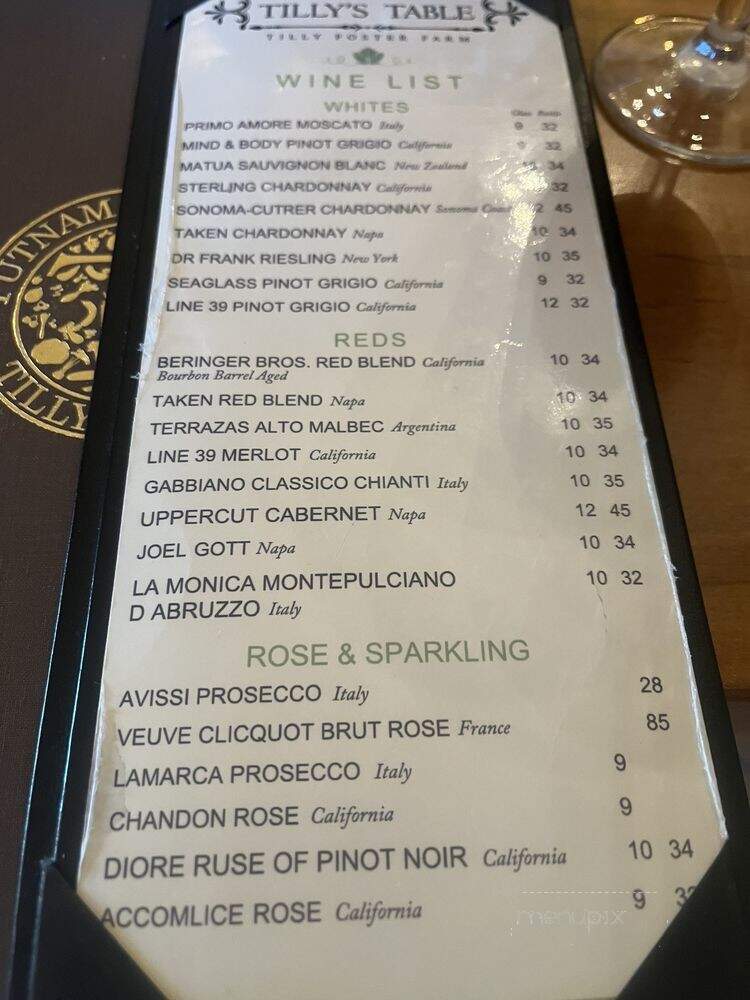 TILLY'S TABLE
TILLY FOSTER FARM
WINE LIST
WHITES
Glass Bottle
PRIMO AMORE MOSCATO Italy 9 32
MIND & BODY PINOT GRIGIO California 9 32
MATUA SAUVIGNON BLANC New Zealand 10 34
STERLING CHARDONNAY California 32
SONOMA-CUTRER CHARDONNAY Sonoma Coast 2 45
TAKEN CHARDONNAY Napa 10 34
DR FRANK RIESLING New York 10 35
SEAGLASS PINOT GRIGIO California 9 32
LINE 39 PINOT GRIGIO California 12 32
REDS
BERINGER BROS. RED BLEND California 10 34
Bourbon Barrel Aged
TAKEN RED BLEND Napa 10 34
TERRAZAS ALTO MALBEC Argentina 10 35
LINE 39 MERLOT California 10 34
GABBIANO CLASSICO CHIANTI Italy 10 35
UPPERCUT CABERNET Napa 12 45
JOEL GOTT Napa 10 34
LA MONICA MONTEPULCIANO 10 32
D ABRUZZO Italy
ROSE & SPARKLING
AVISSI PROSECCO Italy 28
VEUVE CLICQUOT BRUT ROSE France 85
LAMARCA PROSECCO Italy 9
CHANDON ROSE California 9
DIORE RUSE OF PINOT NOIR California 10 34
ACCOMLICE ROSE California 9 32
menupix
PUTNAM
TILLY